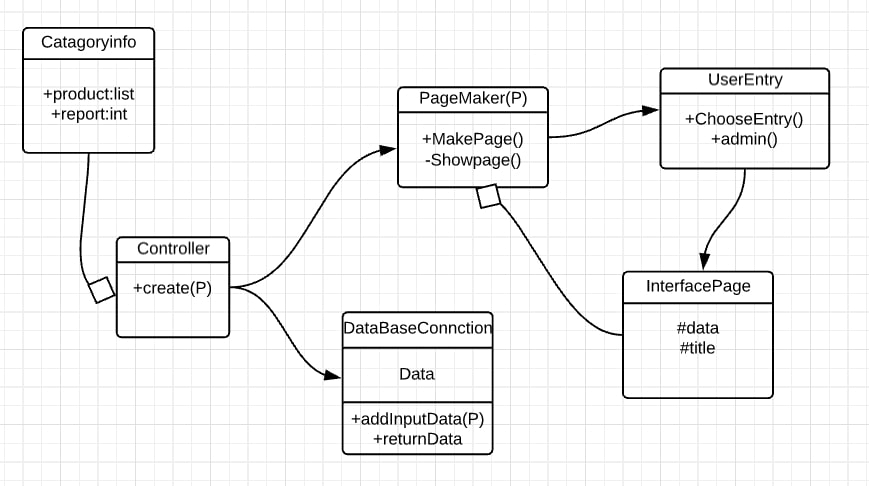 Catagoryinfo
+product:list
+report:int
Controller
+create(P)
PageMaker(P)
+MakePage()
-Showpage()
DataBaseConnction
Data
+addInputData(P)
+returnData
UserEntry
+ChooseEntry()
+admin()
InterfacePage
#data
#title